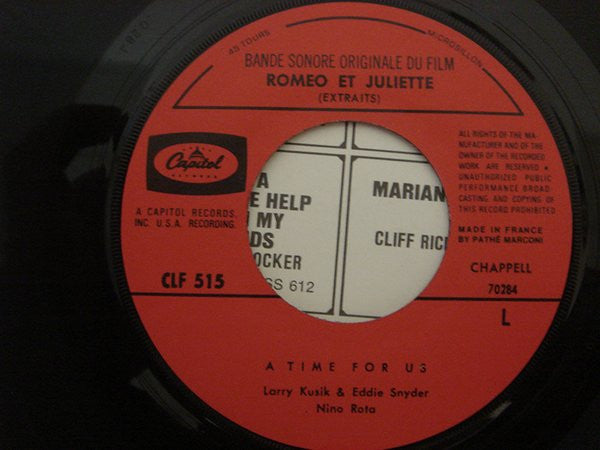 45 TOURS
MICROSILLON
BANDE SONORE ORIGINALE DU FILM
ROMEO ET JULIETTE
(EXTRAITS)
Capitol
RECORDS
A CAPITOL RECORDS,
INC. U.S.A. RECORDING.
ALL RIGHTS OF THE MA-
NUFACTURER AND OF THE
OWNER OF THE RECORDED
WORK ARE RESERVED •
UNAUTHORIZED PUBLIC
PERFORMANCE BROAD
CASTING AND COPYING OF
THIS RECORD PROHIBITED
MADE IN FRANCE
BY PATHÉ MARCONI
A
E HELP
MY
DS
OCKER
SS 612
MARIAN
CLIFF RIC
CLF 515
CHAPPELL
70284
L
A TIME FOR US
Larry Kusik & Eddie Snyder
Nino Rota